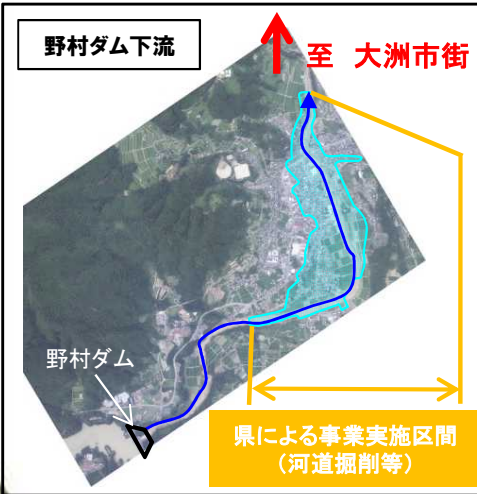 野村ダム下流
至 大洲市街
野村ダム
県による事業実施区間
（河道掘削等）